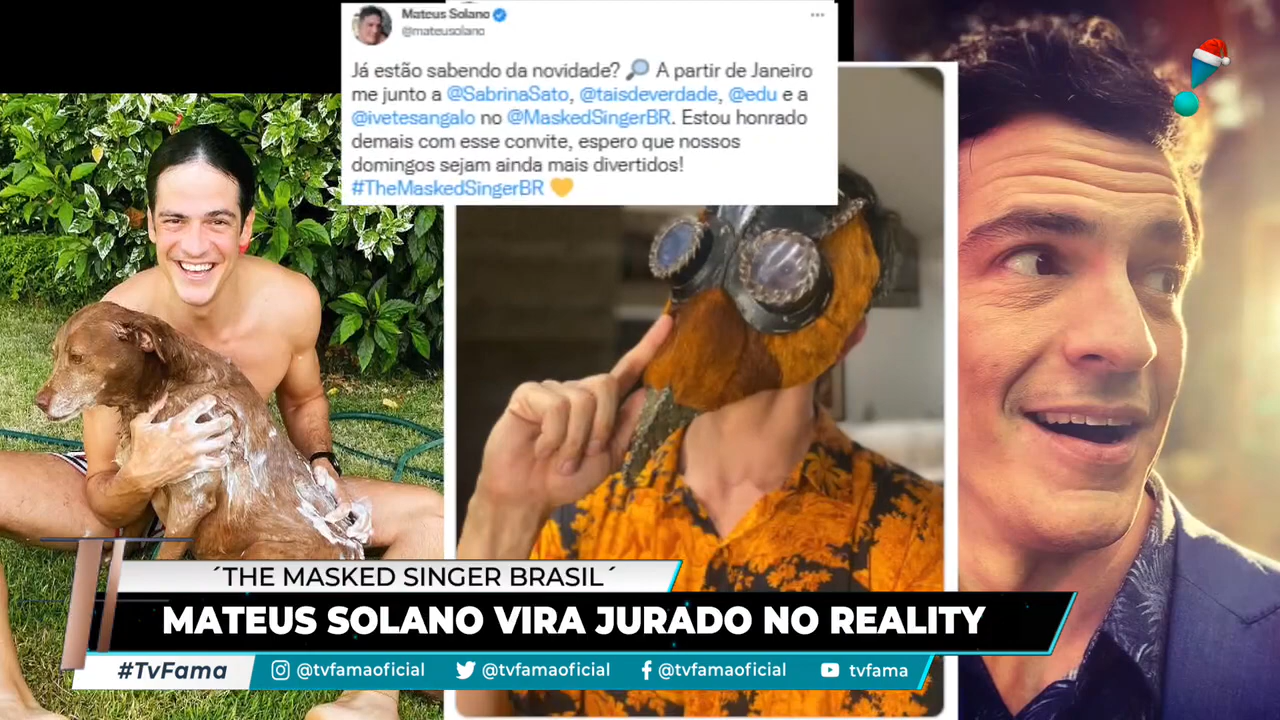 Mateus Solano
@mateusolano
Já estão sabendo da novidade? 🔎 A partir de Janeiro
me junto a @SabrinaSato, @taisdeverdade, @edu e a
@ivetesangalo no @MaskedSingerBR. Estou honrado
demais com esse convite, espero que nossos
domingos sejam ainda mais divertidos!
#TheMaskedSingerBR 💛
´THE MASKED SINGER BRASIL´
MATEUS SOLANO VIRA JURADO NO REALITY
#TvFama @tvfamaoficial @tvfamaoficial @tvfamaoficial tvfama